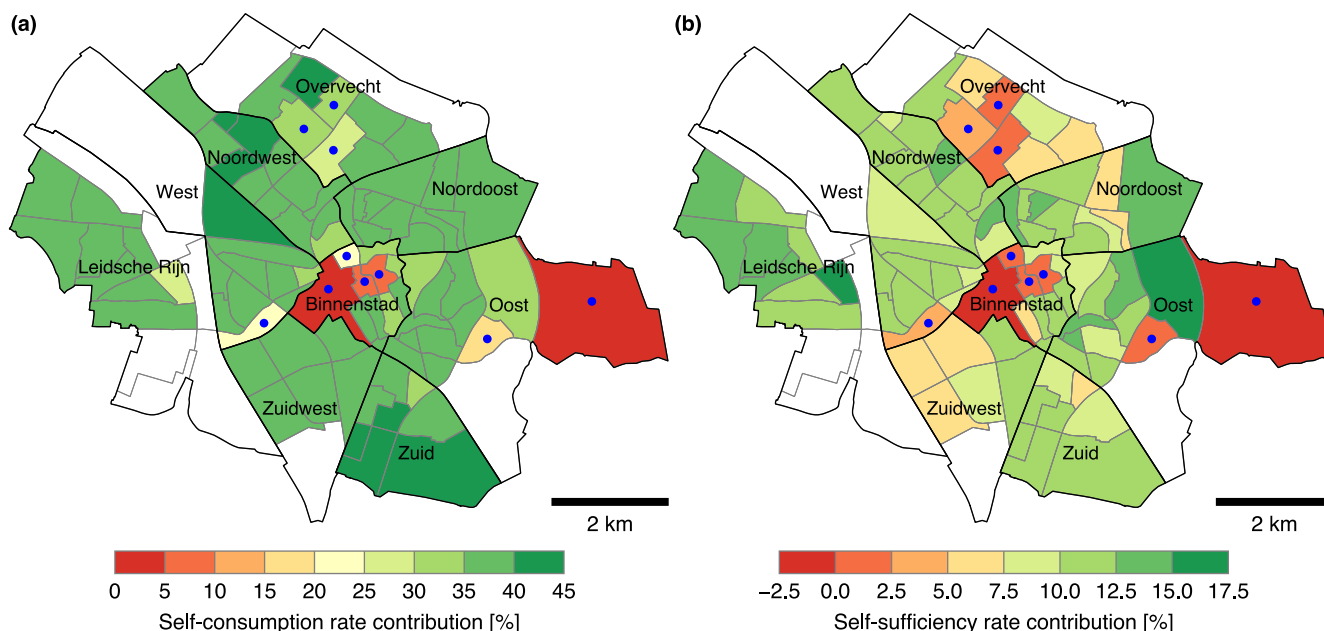 (a)
Overvecht
Noordwest
West
Noordoost
Leidsche Rijn
Binnenstad
Oost
Zuidwest
Zuid
2 km
0 5 10 15 20 25 30 35 40 45
Self-consumption rate contribution [%]
(b)
Overvecht
Noordwest
West
Noordoost
Leidsche Rijn
Binnenstad
Oost
Zuidwest
Zuid
2 km
−2.5 0.0 2.5 5.0 7.5 10.0 12.5 15.0 17.5
Self-sufficiency rate contribution [%]